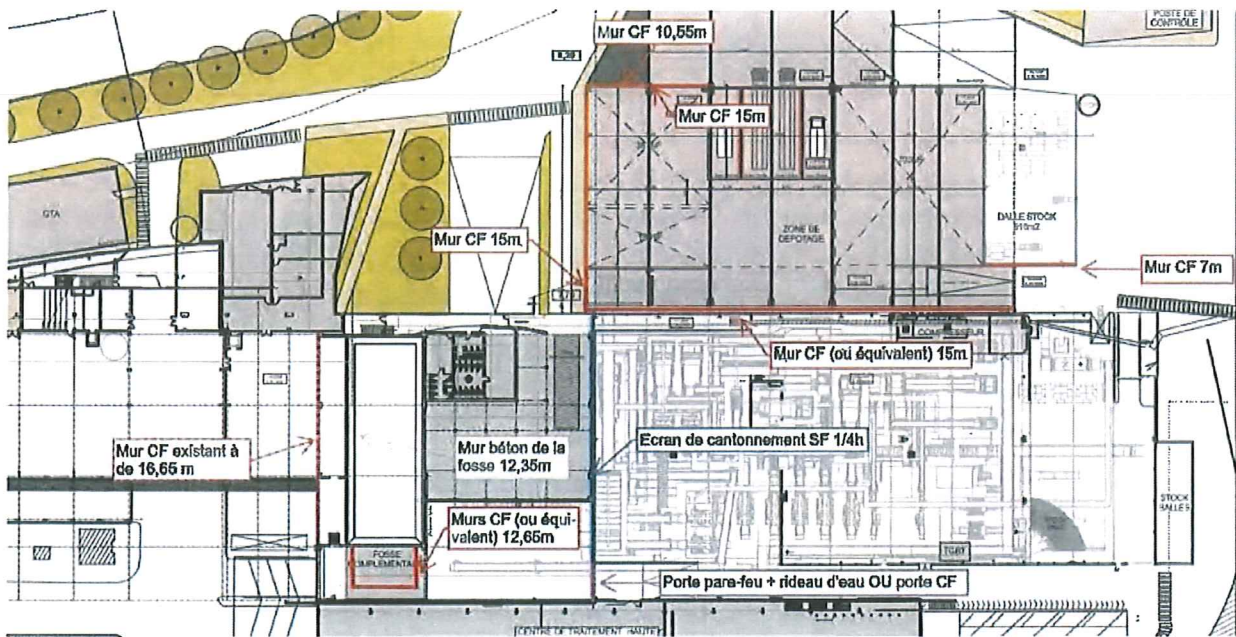 POSTE DE
CONTRÔLE
Mur CF 10,55m
Mur CF 15m
GTA
Mur CF 15m
ZONE DE
DEPOTAGE
DALLE STOCK
Mur CF 7m
COMPRESSEUR
Mur CF (ou équivalent) 15m
Mur CF existant à
de 16,65 m
Mur béton de la
fosse 12,35m
Ecran de cantonnement SF 1/4h
STOCK
BALLES
Murs CF (ou équi-
valent) 12,65m
FOSSE
TGBT
Porte pare-feu + rideau d'eau OU porte CF
CENTRE DE TRAITEMENT HAUTE